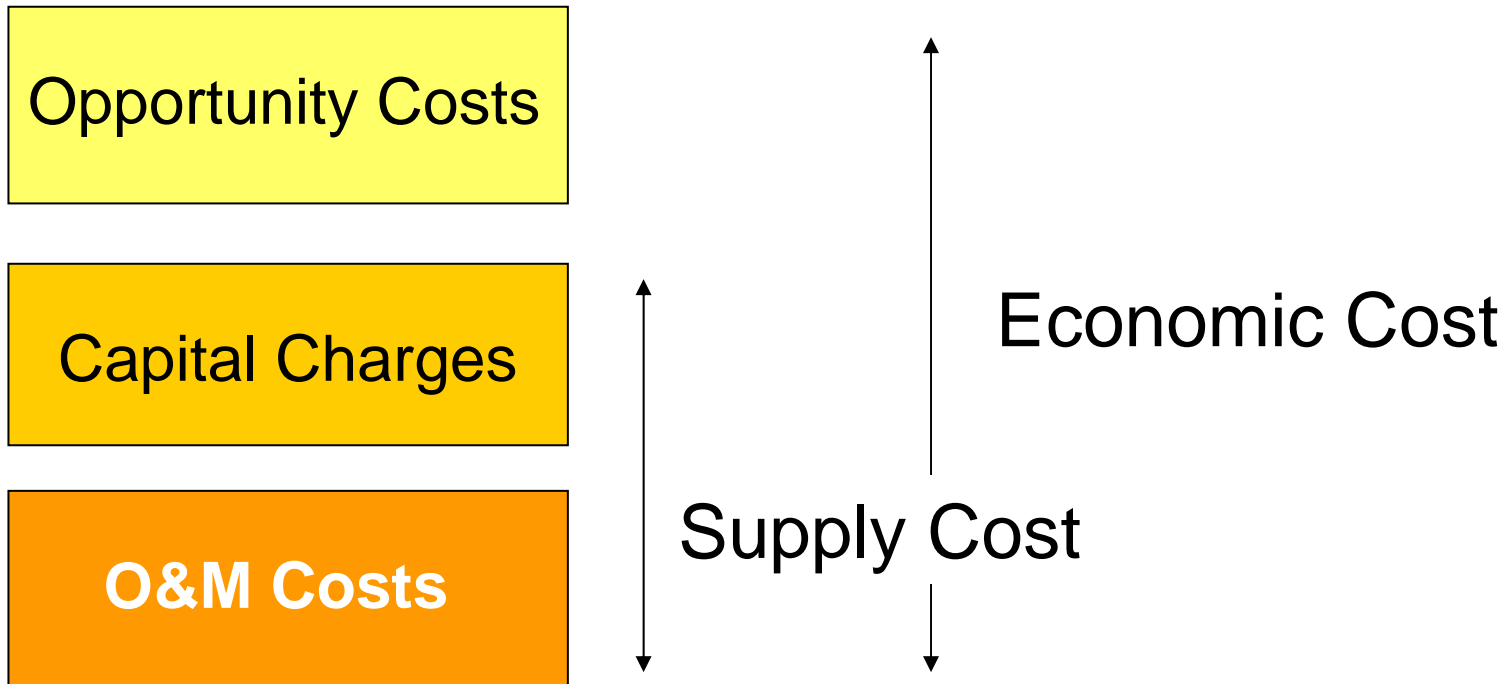 Opportunity Costs
Capital Charges
Economic Cost
Supply Cost
O&M Costs